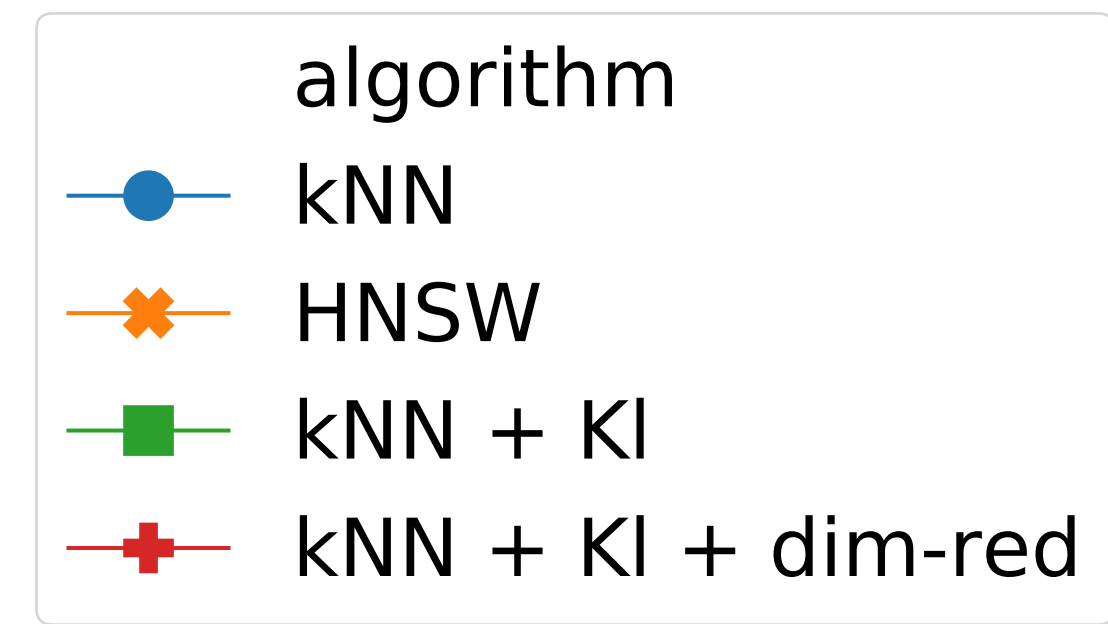 algorithm
kNN
HNSW
kNN + Kl
kNN + Kl + dim-red